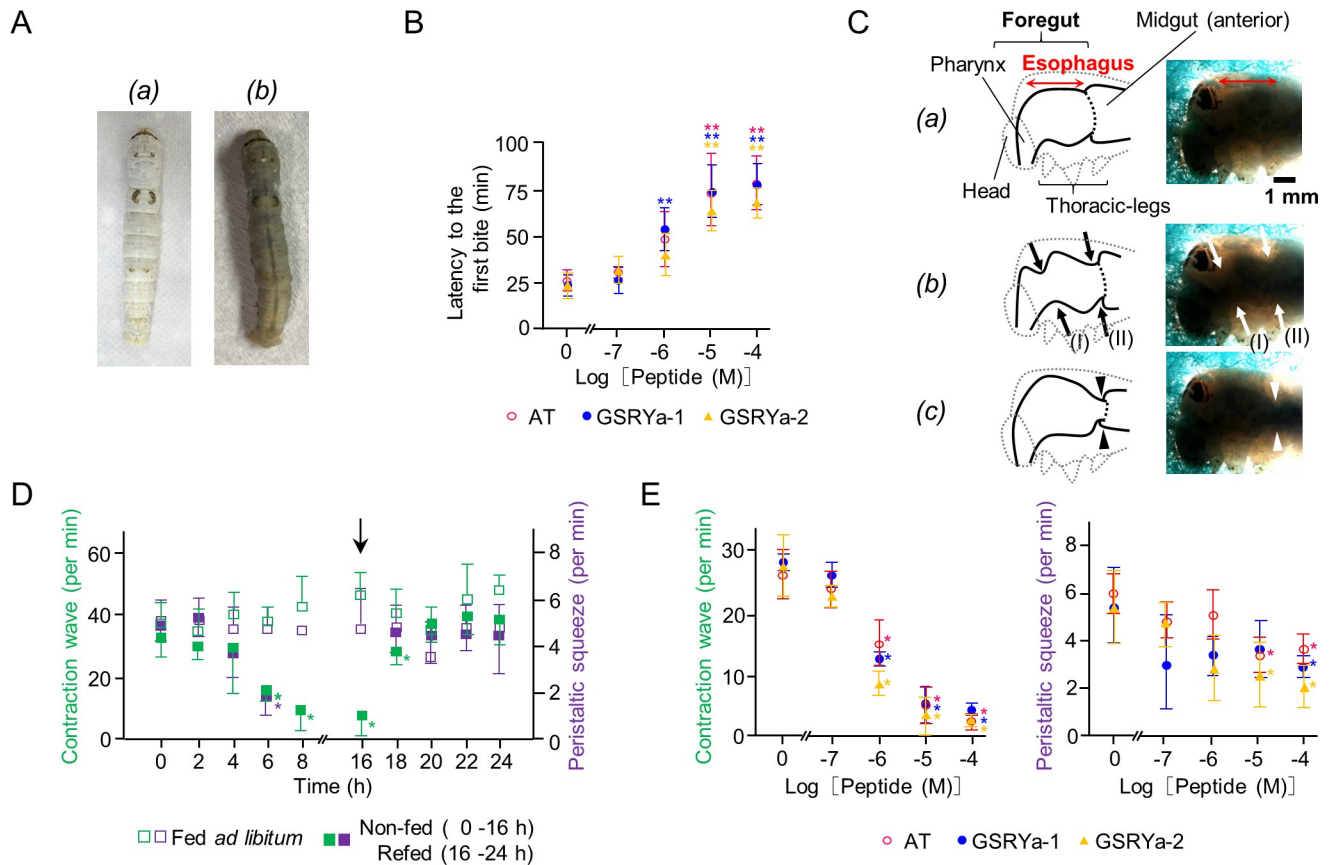 A
(a)
(b)
B
Latency to the
first bite (min)
100
75
50
25
0
**
**
**
**
**
**
**
0
-7
-6
-5
-4
Log [Peptide (M)]
AT
GSRYa-1
GSRYa-2
C
Foregut
Midgut (anterior)
Pharynx
Esophagus
(a)
Head
Thoracic-legs
1 mm
(b)
(I)
(II)
(I)
(II)
(c)
D
Contraction wave (per min)
60
40
20
0
*
*
*
*
*
8
6
4
2
0
Peristaltic squeeze (per min)
0 2 4 6 8 16 18 20 22 24
Time (h)
Fed ad libitum
Non-fed ( 0 -16 h)
Refed (16 -24 h)
E
Contraction wave (per min)
30
20
10
0
*
*
*
*
*
*
*
*
*
0
-7
-6
-5
-4
Log [Peptide (M)]
Peristaltic squeeze (per min)
8
6
4
2
0
*
*
*
*
*
0
-7
-6
-5
-4
Log [Peptide (M)]
AT
GSRYa-1
GSRYa-2